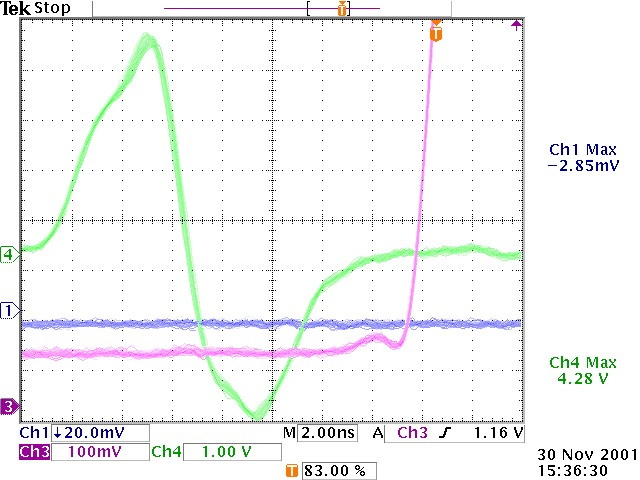 Tek Stop
T
T
Ch1 Max
-2.85mV
4
1
Ch4 Max
4.28 V
3
Ch1 ↓20.0mV M 2.00ns A Ch3 1.16 V
Ch3 100mV Ch4 1.00 V
T 83.00 %
30 Nov 2001
15:36:30